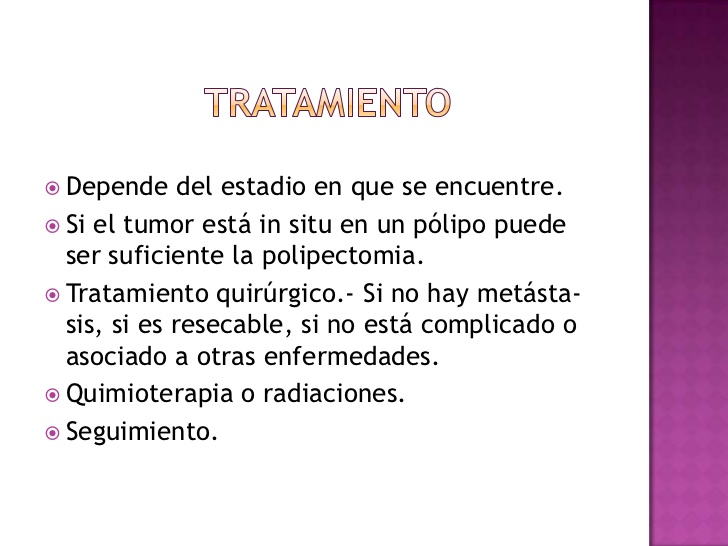 TRATAMIENTO
Depende del estadio en que se encuentre.
Si el tumor está in situ en un pólipo puede
ser suficiente la polipectomia.
Tratamiento quirúrgico.- Si no hay metásta-
sis, si es resecable, si no está complicado o
asociado a otras enfermedades.
Quimioterapia o radiaciones.
Seguimiento.